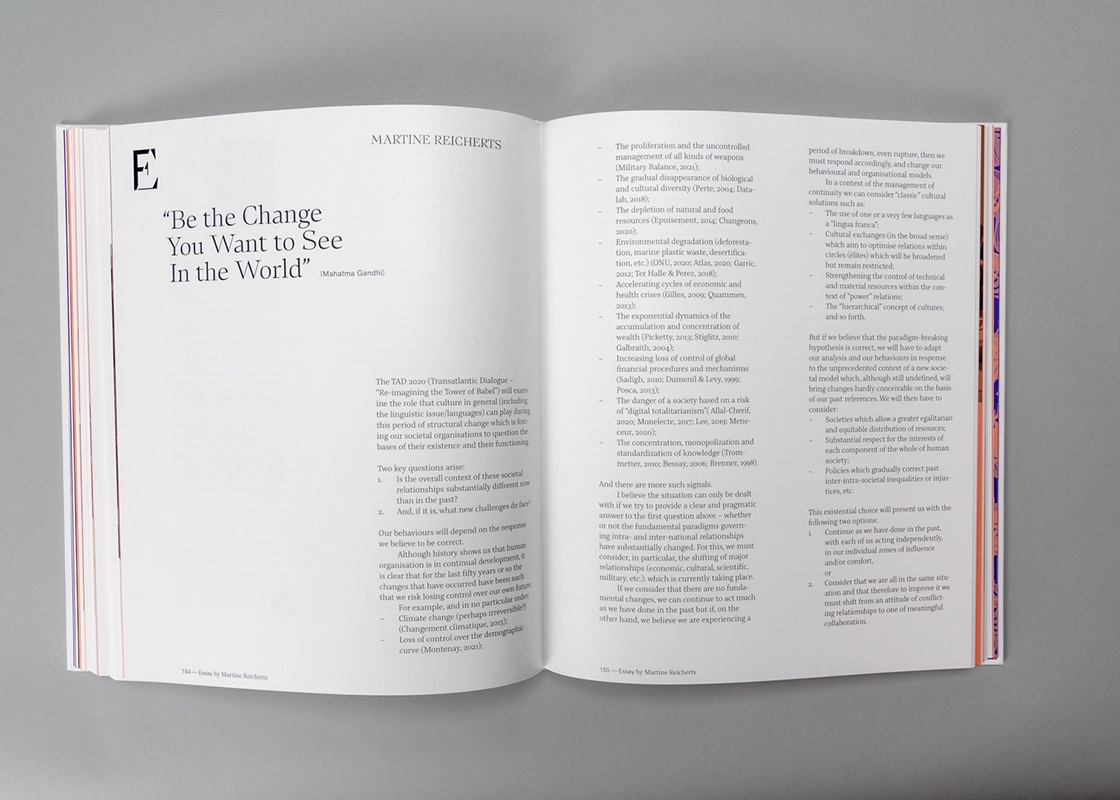 MARTINE REICHERTS
E
“Be the Change
You Want to See
In the World” (Mahatma Gandhi)
The TAD 2020 (Transatlantic Dialogue –
“Re-imagining the Tower of Babel”) will exam-
ine the role that culture in general (including
the linguistic issue/languages) can play during
this period of structural change which is forc-
ing our societal organisations to question the
bases of their existence and their functioning.
Two key questions arise:
1. Is the overall context of these societal
relationships substantially different now
than in the past?
2. And, if it is, what new challenges do face?
Our behaviours will depend on the response
we believe to be correct.
Although history shows us that human
organisation is in continual development, it
is clear that for the last fifty years or so the
changes that have occurred have been such
that we risk losing control over our own future.
For example, and in no particular order:
– Climate change (perhaps irreversible?)
(Changement climatique, 2015);
– Loss of control over the demographic
curve (Montenay, 2021);
154 — Essay by Martine Reicherts
– The proliferation and the uncontrolled
management of all kinds of weapons
(Military Balance, 2021);
– The gradual disappearance of biological
and cultural diversity (Perte, 2004; Data-
lab, 2018);
– The depletion of natural and food
resources (Epuisement, 2014; Changeons,
2020);
– Environmental degradation (deforesta-
tion, marine plastic waste, desertifica-
tion, etc.) (ONU, 2020; Atlas, 2020; Garric,
2012; Ter Halle & Perez, 2018);
– Accelerating cycles of economic and
health crises (Gilles, 2009; Quammen,
2013);
– The exponential dynamics of the
accumulation and concentration of
wealth (Picketty, 2013; Stiglitz, 2010;
Galbraith, 2004);
– Increasing loss of control of global
financial procedures and mechanisms
(Sadigh, 2010; Dumenil & Levy, 1999;
Posca, 2013);
– The danger of a society based on a risk
of “digital totalitarianism”( Allal-Cherif,
2020; Monefecte, 2017; Lee, 2019; Mene-
ceur, 2020);
– The concentration, monopolization and
standardization of knowledge (Trom-
metter, 2010; Bessay, 2006; Brenner, 1998).
And there are more such signals.
I believe the situation can only be dealt
with if we try to provide a clear and pragmatic
answer to the first question above – whether
or not the fundamental paradigms govern-
ing intra- and inter-national relationships
have substantially changed. For this, we must
consider, in particular, the shifting of major
relationships (economic, cultural, scientific,
military, etc.), which is currently taking place.
If we consider that there are no funda-
mental changes, we can continue to act much
as we have done in the past but if, on the
other hand, we believe we are experiencing a
155 — Essay by Martine Reicherts
period of breakdown, even rupture, then we
must respond accordingly, and change our
behavioural and organisational models.
In a context of the management of
continuity we can consider “classic” cultural
solutions such as:
– The use of one or a very few languages as
a “lingua franca”;
– Cultural exchanges (in the broad sense)
which aim to optimise relations within
circles (élites) which will be broadened
but remain restricted;
– Strengthening the control of technical
and material resources within the con-
text of “power” relations;
– The “hierarchical” concept of cultures;
and so forth.
But if we believe that the paradigm-breaking
hypothesis is correct, we will have to adapt
our analysis and our behaviours in response
to the unprecedented context of a new socie-
tal model which, although still undefined, will
bring changes hardly conceivable on the basis
of our past references. We will then have to
consider:
– Societies which allow a greater egalitarian
and equitable distribution of resources;
– Substantial respect for the interests of
each component of the whole of human
society;
– Policies which gradually correct past
inter-intra-societal inequalities or injus-
tices, etc.
This existential choice will present us with the
following two options:
1. Continue as we have done in the past,
with each of us acting independently,
in our individual zones of influence
and/or comfort,
or
2. Consider that we are all in the same situ-
ation and that therefore to improve it we
must shift from an attitude of conflict-
ing relationships to one of meaningful
collaboration.